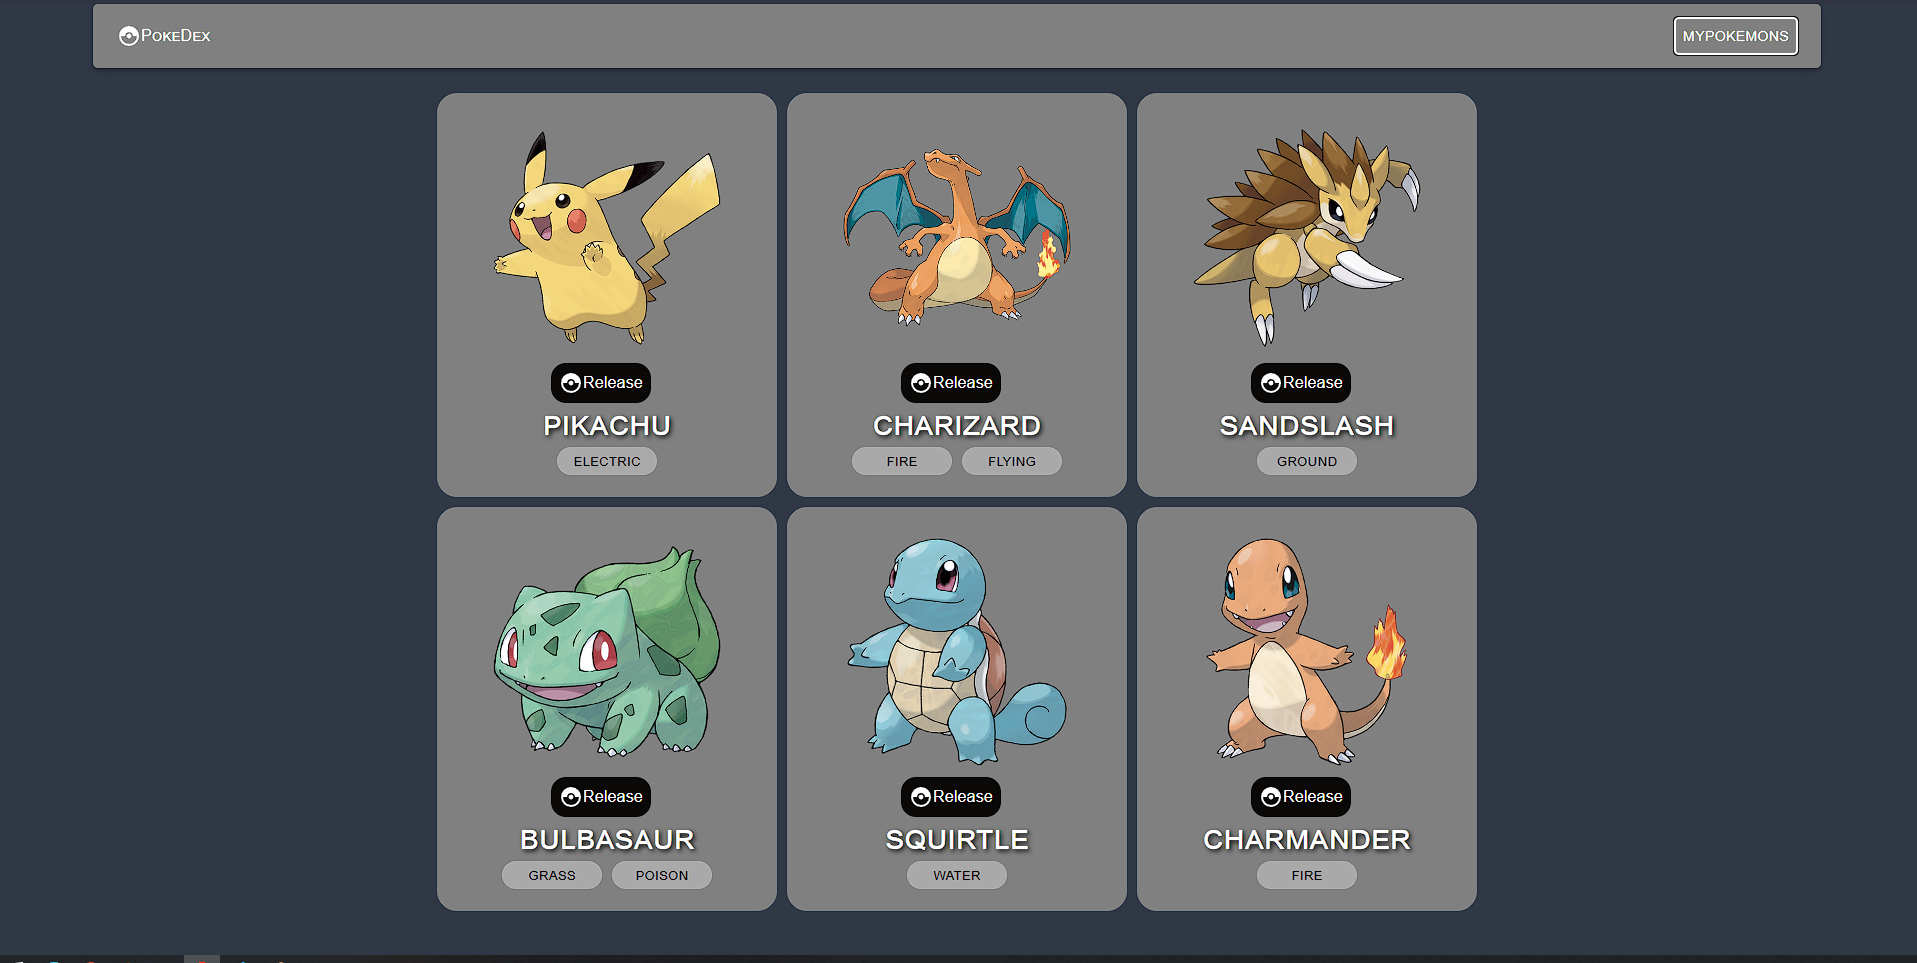 PokeDex
MYPOKEMONS
Release
Release
Release
PIKACHU
CHARIZARD
SANDSLASH
ELECTRIC
FIRE
FLYING
GROUND
Release
Release
Release
BULBASAUR
SQUIRTLE
CHARMANDER
GRASS
POISON
WATER
FIRE